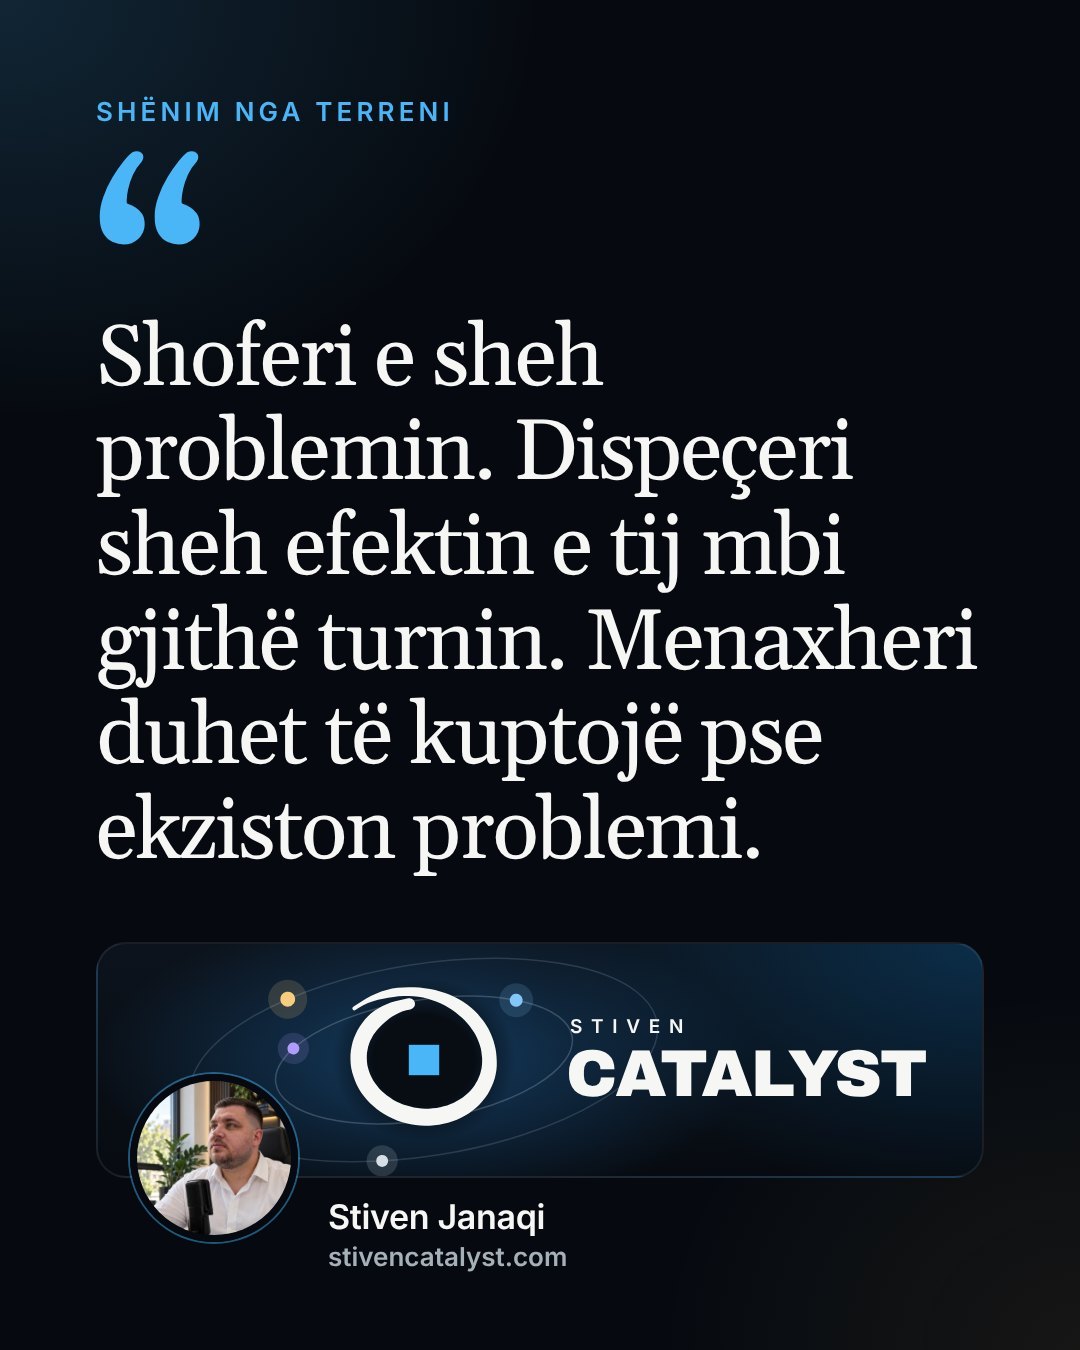 SHËNIM NGA TERRENI
“
Shoferi e sheh
problemin. Dispeçeri
sheh efektin e tij mbi
gjithë turnin. Menaxheri
duhet të kuptojë pse
ekziston problemi.
STIVEN
CATALYST
Stiven Janaqi
stivencatalyst.com